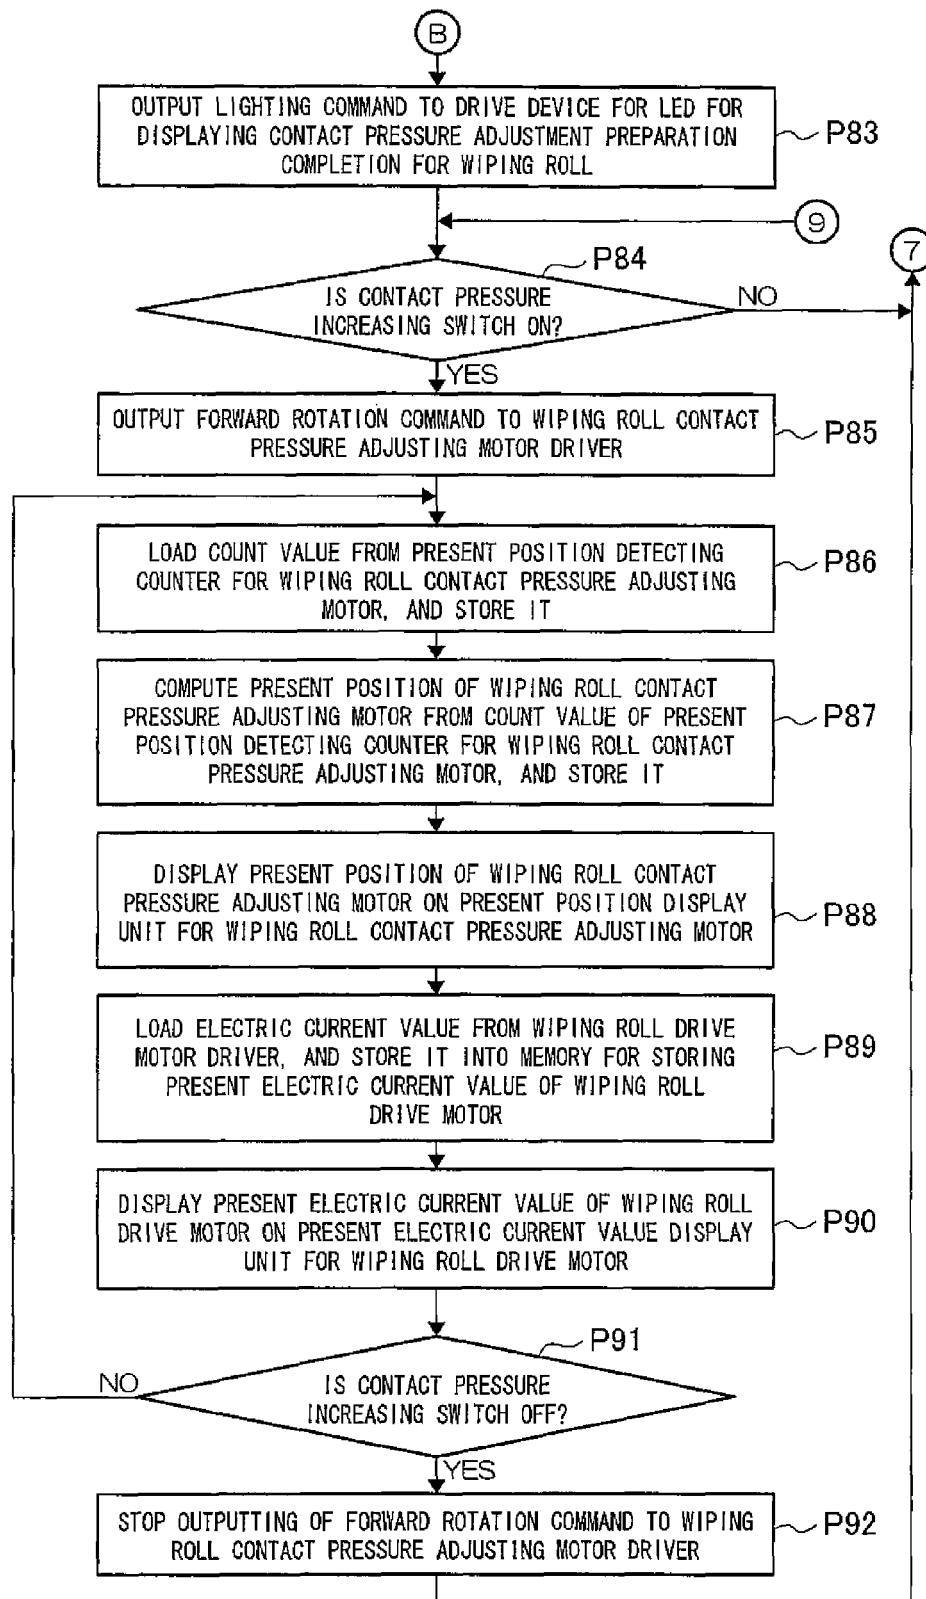 B
OUTPUT LIGHTING COMMAND TO DRIVE DEVICE FOR LED FOR
DISPLAYING CONTACT PRESSURE ADJUSTMENT PREPARATION
COMPLETION FOR WIPING ROLL
P83
9
7
P84
IS CONTACT PRESSURE
INCREASING SWITCH ON?
NO
YES
OUTPUT FORWARD ROTATION COMMAND TO WIPING ROLL CONTACT
PRESSURE ADJUSTING MOTOR DRIVER
P85
LOAD COUNT VALUE FROM PRESENT POSITION DETECTING
COUNTER FOR WIPING ROLL CONTACT PRESSURE ADJUSTING
MOTOR, AND STORE IT
P86
COMPUTE PRESENT POSITION OF WIPING ROLL CONTACT
PRESSURE ADJUSTING MOTOR FROM COUNT VALUE OF PRESENT
POSITION DETECTING COUNTER FOR WIPING ROLL CONTACT
PRESSURE ADJUSTING MOTOR, AND STORE IT
P87
DISPLAY PRESENT POSITION OF WIPING ROLL CONTACT
PRESSURE ADJUSTING MOTOR ON PRESENT POSITION DISPLAY
UNIT FOR WIPING ROLL CONTACT PRESSURE ADJUSTING MOTOR
P88
LOAD ELECTRIC CURRENT VALUE FROM WIPING ROLL DRIVE
MOTOR DRIVER, AND STORE IT INTO MEMORY FOR STORING
PRESENT ELECTRIC CURRENT VALUE OF WIPING ROLL
DRIVE MOTOR
P89
DISPLAY PRESENT ELECTRIC CURRENT VALUE OF WIPING ROLL
DRIVE MOTOR ON PRESENT ELECTRIC CURRENT VALUE DISPLAY
UNIT FOR WIPING ROLL DRIVE MOTOR
P90
P91
NO
IS CONTACT PRESSURE
INCREASING SWITCH OFF?
YES
STOP OUTPUTTING OF FORWARD ROTATION COMMAND TO WIPING
ROLL CONTACT PRESSURE ADJUSTING MOTOR DRIVER
P92